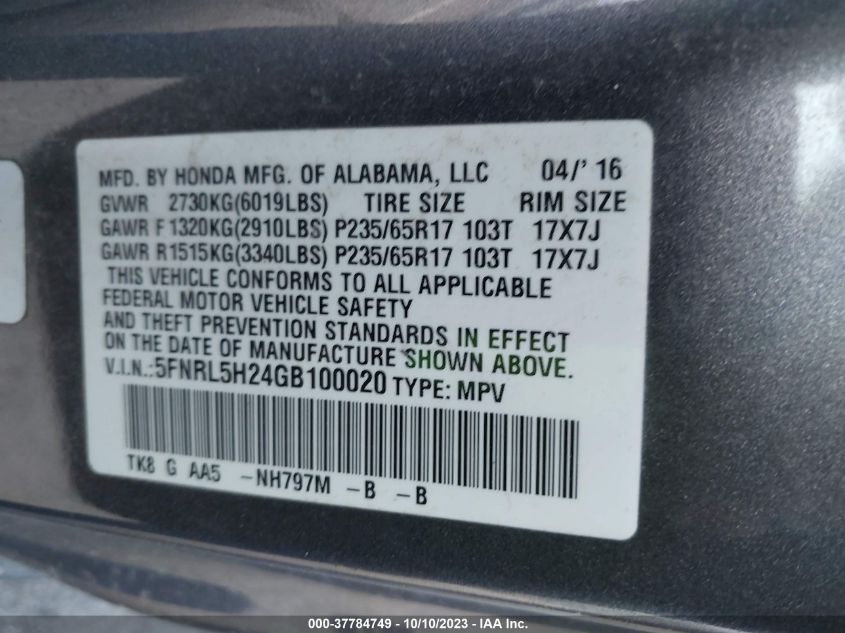 MFD. BY HONDA MFG. OF ALABAMA, LLC 04/' 16
GVWR 2730KG(6019LBS) TIRE SIZE RIM SIZE
GAWR F 1320KG(2910LBS) P235/65R17 103T 17X7J
GAWR R1515KG(3340LBS) P235/65R17 103T 17X7J
THIS VEHICLE CONFORMS TO ALL APPLICABLE
FEDERAL MOTOR VEHICLE SAFETY
AND THEFT PREVENTION STANDARDS IN EFFECT
ON THE DATE OF MANUFACTURE SHOWN ABOVE.
V.I.N.:5FNRL5H24GB100020 TYPE: MPV
TK8 G AA5 -NH797M -B -B
000-37784749 - 10/10/2023 - IAA Inc.